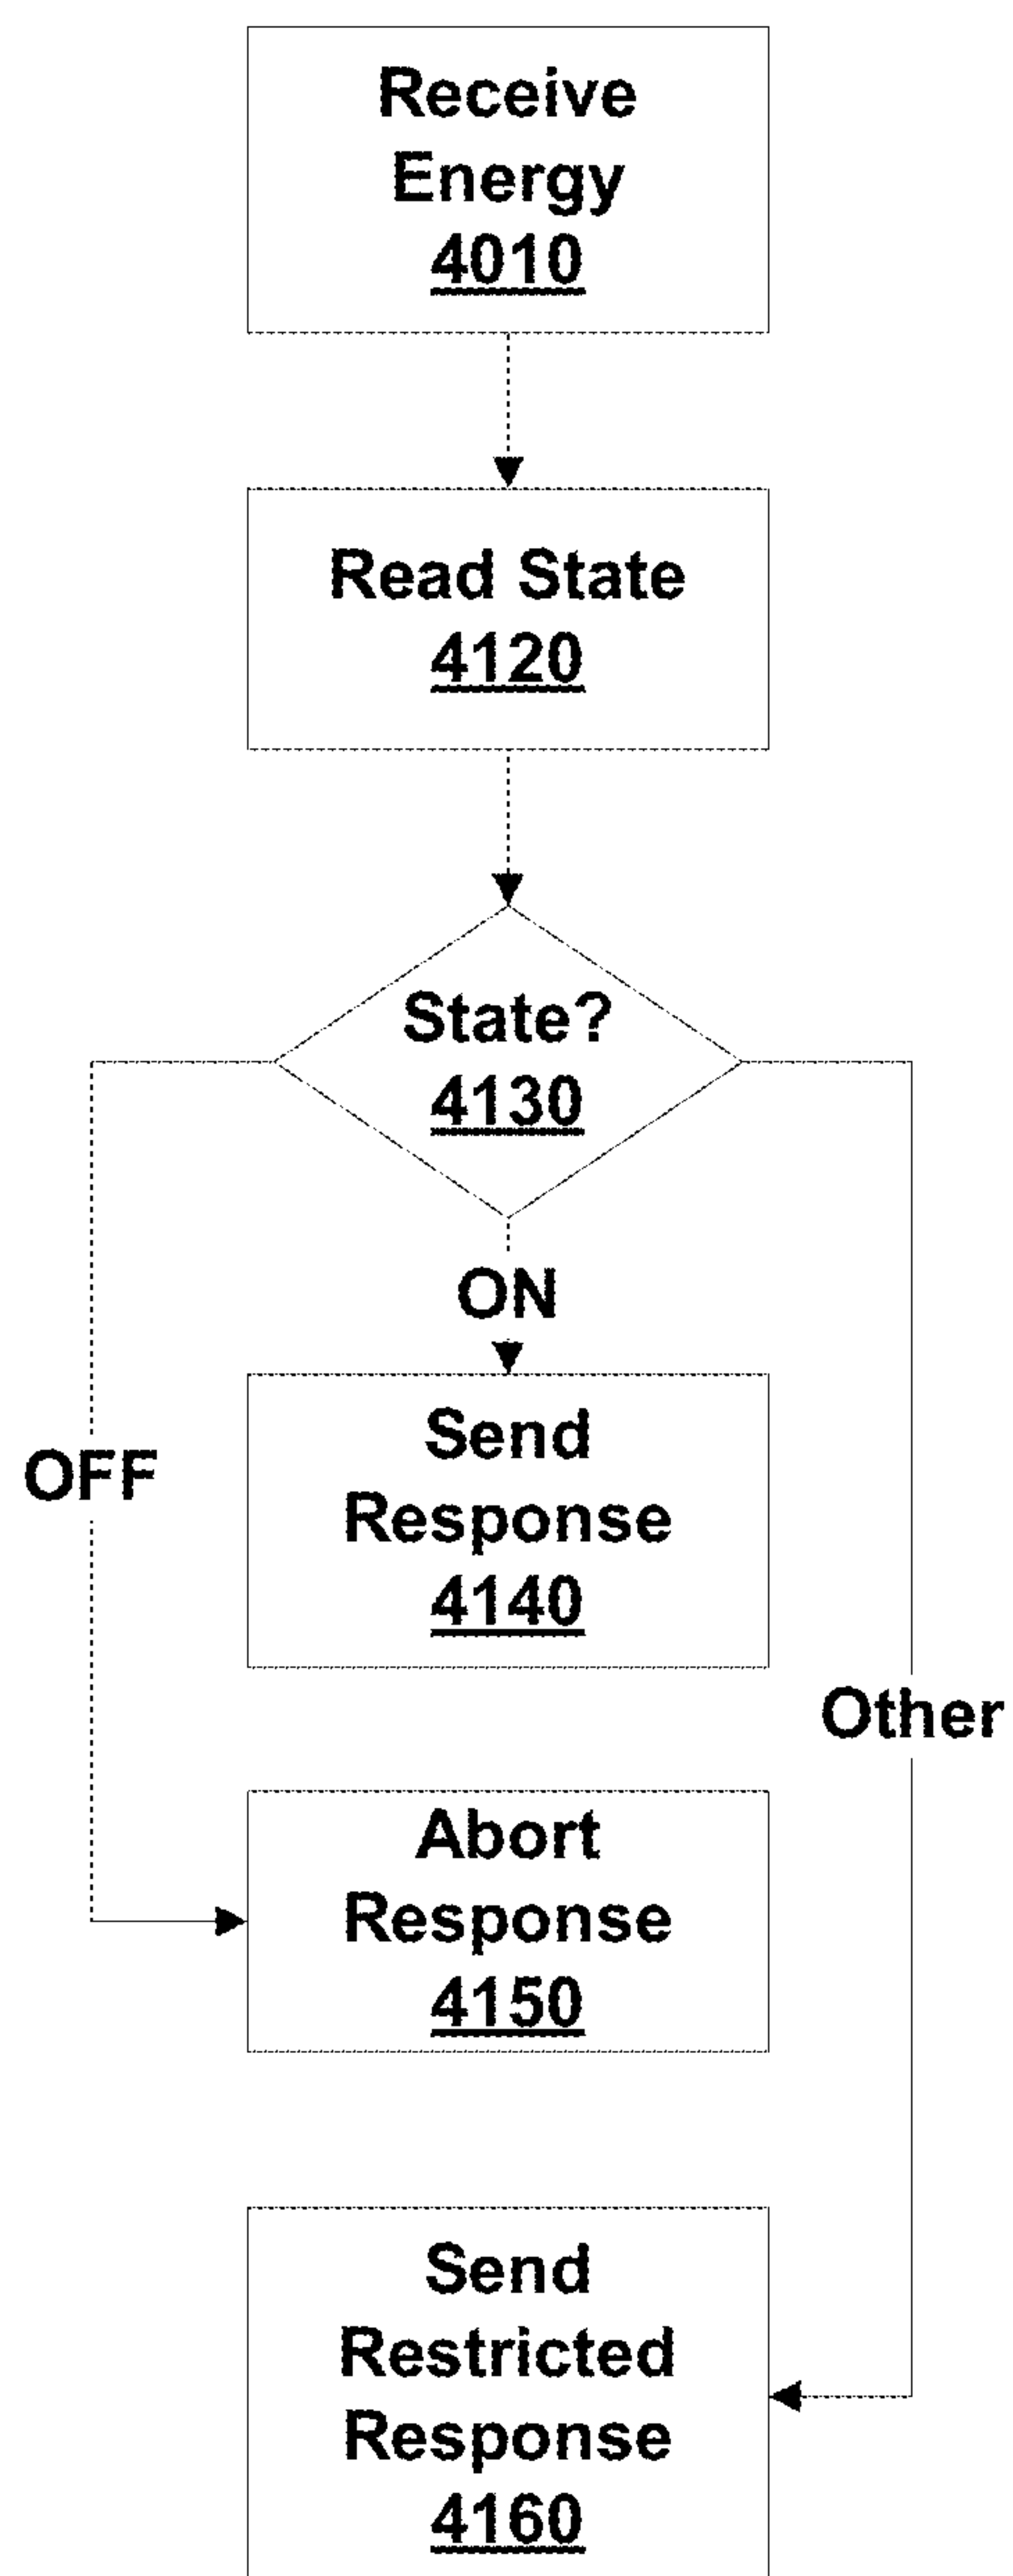 Receive
Energy
4010
Read State
4120
State?
4130
ON
OFF
Send
Response
4140
Other
Abort
Response
4150
Send
Restricted
Response
4160